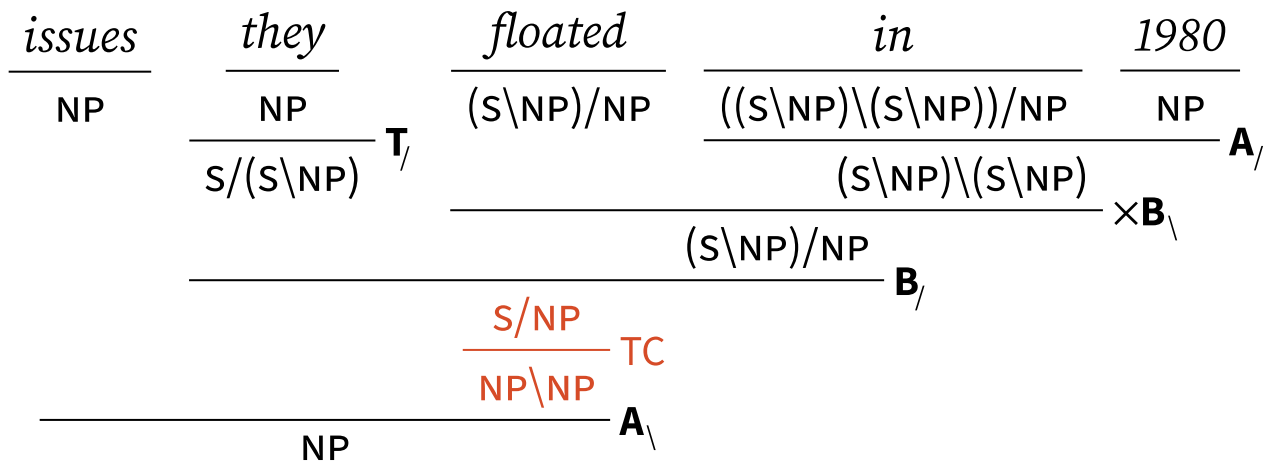 issues they floated in 1980
NP NP (S\NP)/NP ((S\NP)\(S\NP))/NP NP
T/ A/
S/(S\NP) (S\NP)\(S\NP)
×B\
(S\NP)/NP
B/
S/NP
TC
NP\NP
A\
NP